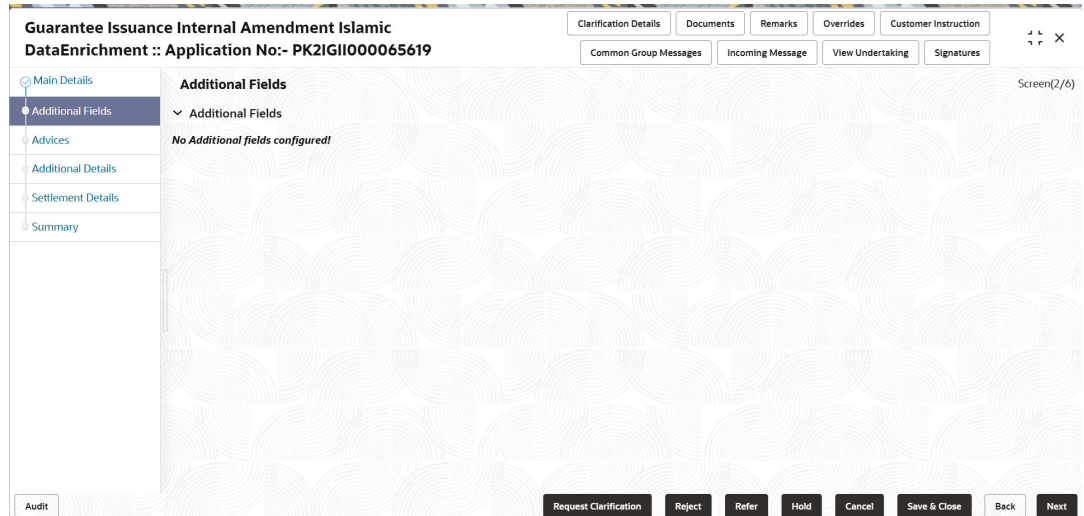 Guarantee Issuance Internal Amendment Islamic
DataEnrichment :: Application No:- PK2IGII000065619
Clarification Details
Documents
Remarks
Overrides
Customer Instruction
Common Group Messages
Incoming Message
View Undertaking
Signatures
Main Details
Additional Fields
Advices
Additional Details
Settlement Details
Summary
Additional Fields
Screen(2/6)
Additional Fields
No Additional fields configured!
Audit
Request Clarification
Reject
Refer
Hold
Cancel
Save & Close
Back
Next